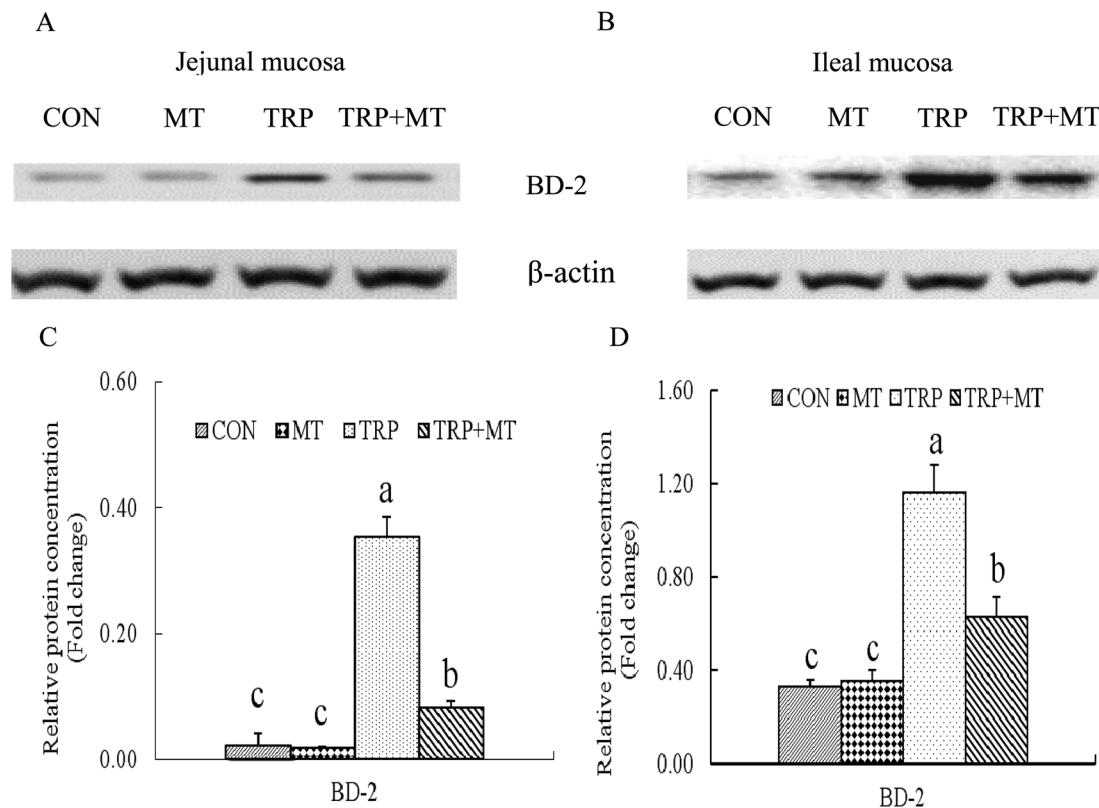 A
B
Jejunal mucosa
Ileal mucosa
CON MT TRP TRP+MT
CON MT TRP TRP+MT
BD-2
β-actin
C
D
0.60
0.40
0.20
0.00
Relative protein concentration
(Fold change)
CON MT TRP TRP+MT
c
c
a
b
BD-2
1.60
1.20
0.80
0.40
0.00
Relative protein concentration
(Fold change)
CON MT TRP TRP+MT
c
c
a
b
BD-2